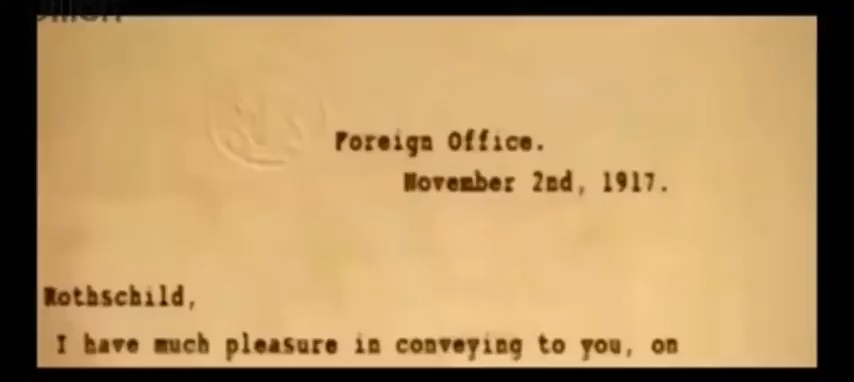 Foreign Office.
November 2nd, 1917.
Rothschild,
I have much pleasure in conveying to you, on